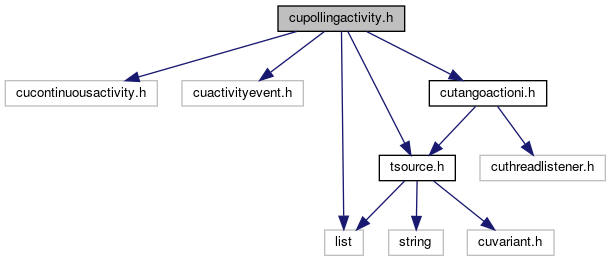 cupollingactivity.h
cucontinuousactivity.h
cuactivityevent.h
cutangoactioni.h
tsource.h
cuthreadlistener.h
list
string
cuvariant.h